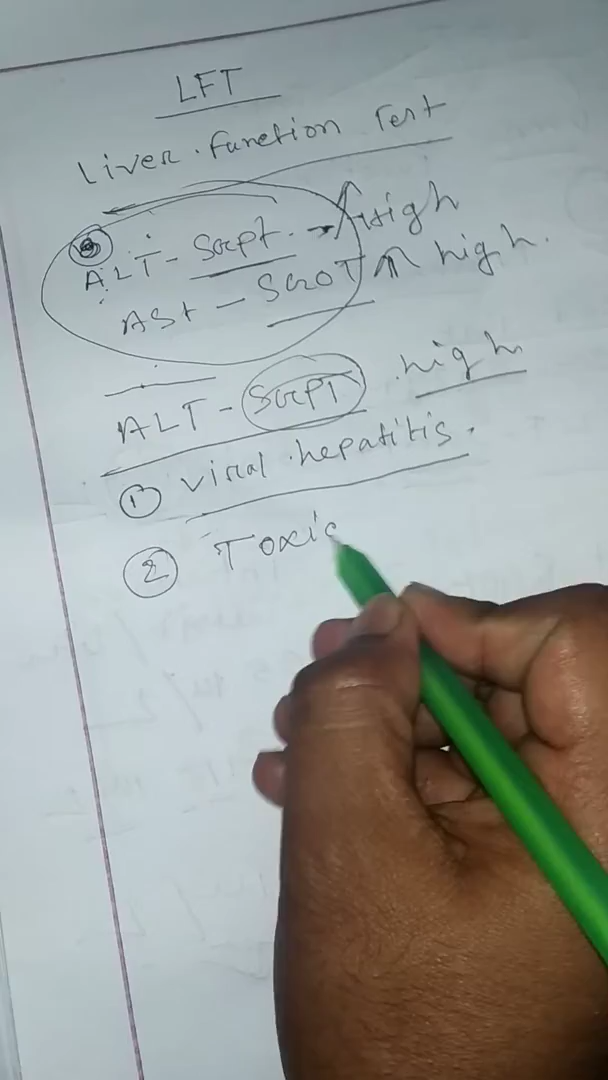 LFT
Liver. Function Test
ALT - SGPT. - ↑ High
ASt - SGOT ⇈ high.
ALT - SGPT. high
① viral hepatitis.
② Toxic